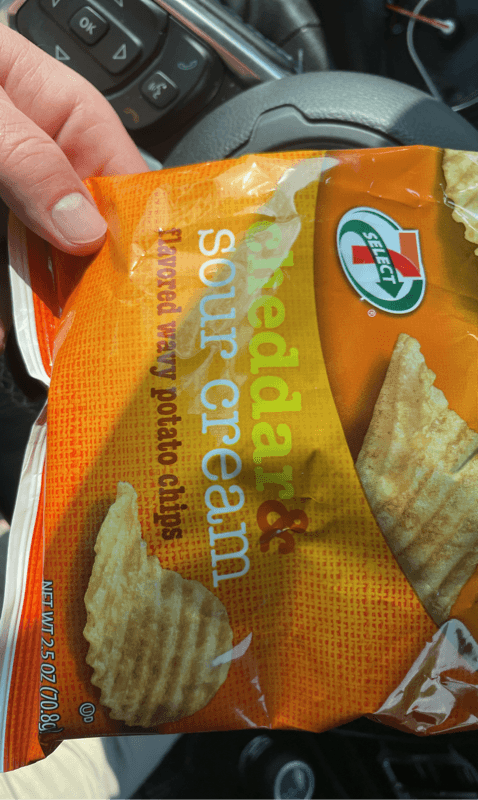 OK
7
SELECT
®
cheddar &
sour cream
flavored wavy potato chips
NET WT 2.5 OZ (70.8g)
U D